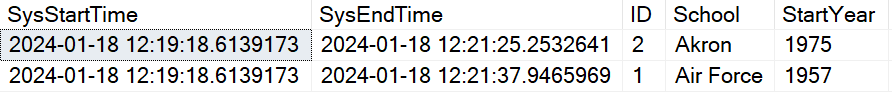 SysStartTime SysEndTime ID School StartYear
2024-01-18 12:19:18.6139173 2024-01-18 12:21:25.2532641 2 Akron 1975
2024-01-18 12:19:18.6139173 2024-01-18 12:21:37.9465969 1 Air Force 1957